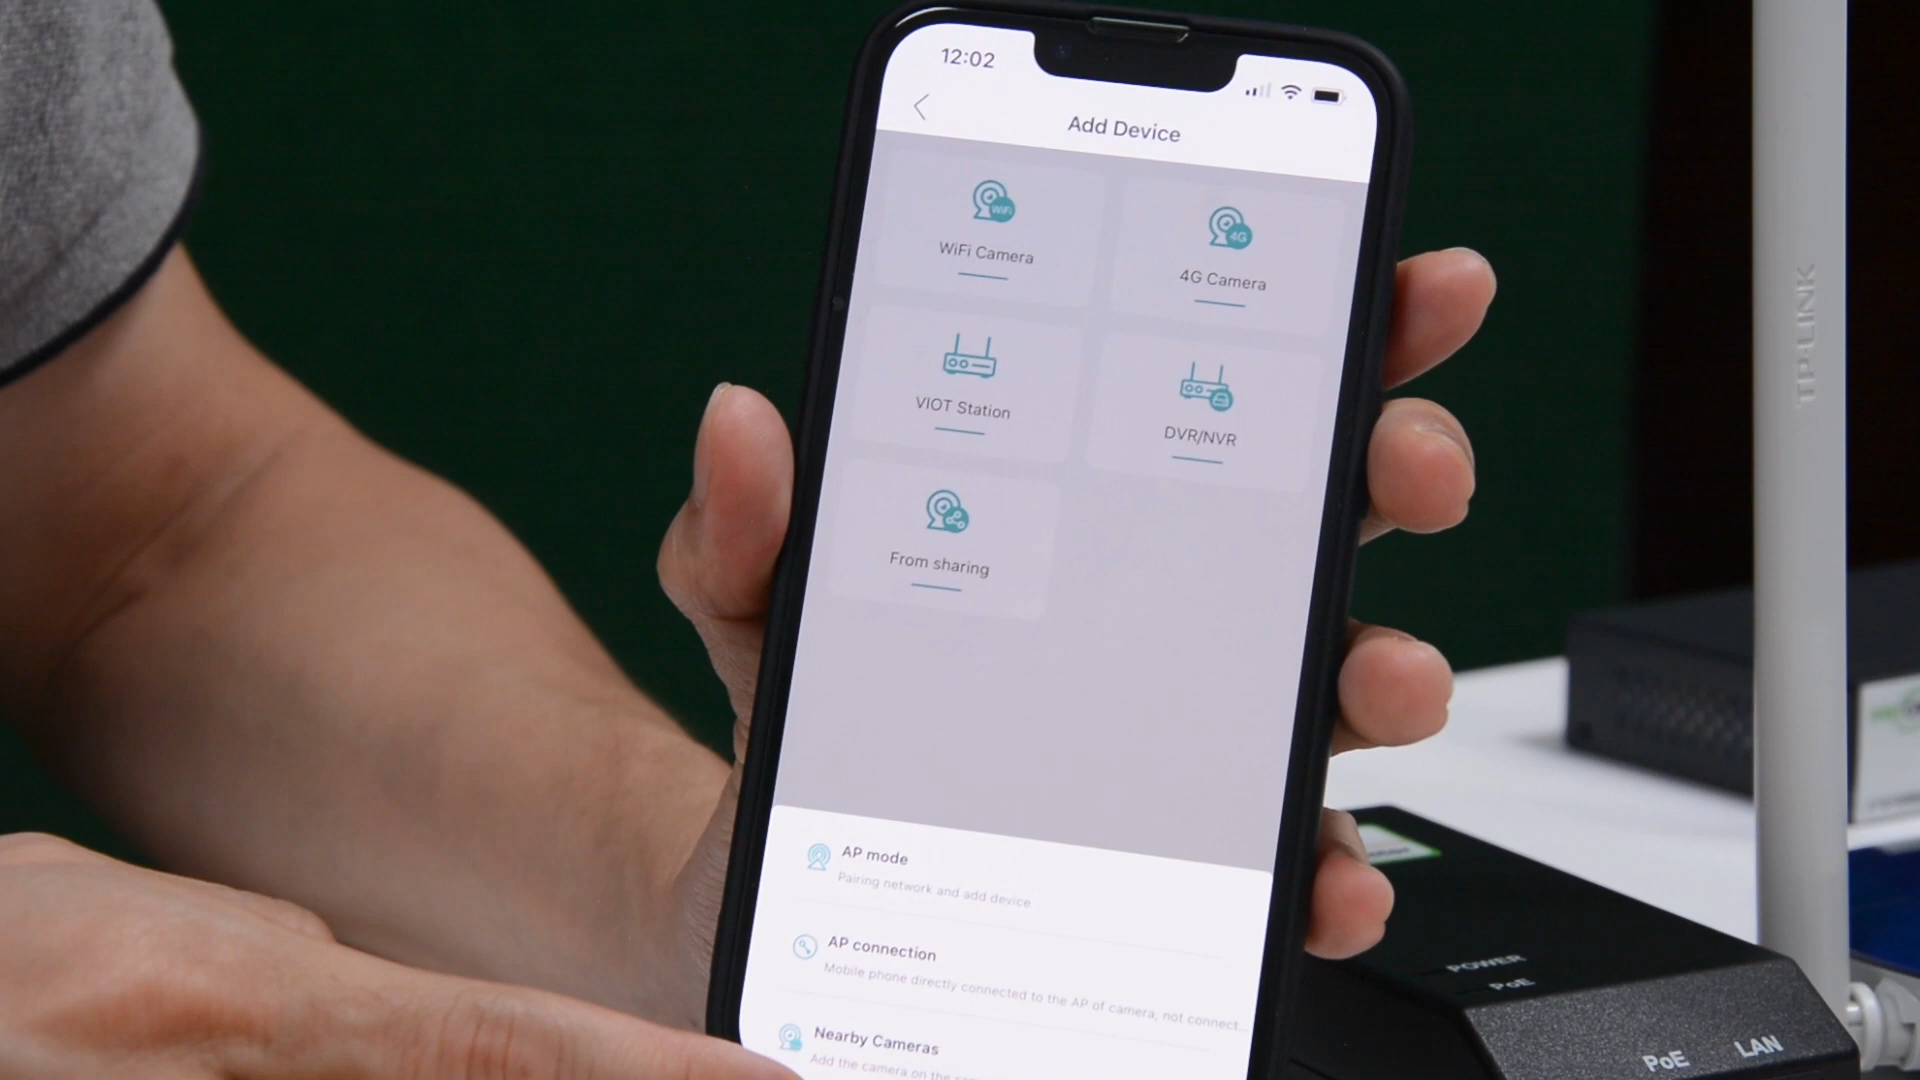 12:02
Add Device
WiFi
WiFi Camera
4G
4G Camera
VIOT Station
DVR/NVR
From sharing
AP mode
Pairing network and add device
AP connection
Mobile phone directly connected to the AP of camera, not connect...
Nearby Cameras
Add the camera on the
TP-LINK
POWER
PoE
PoE LAN